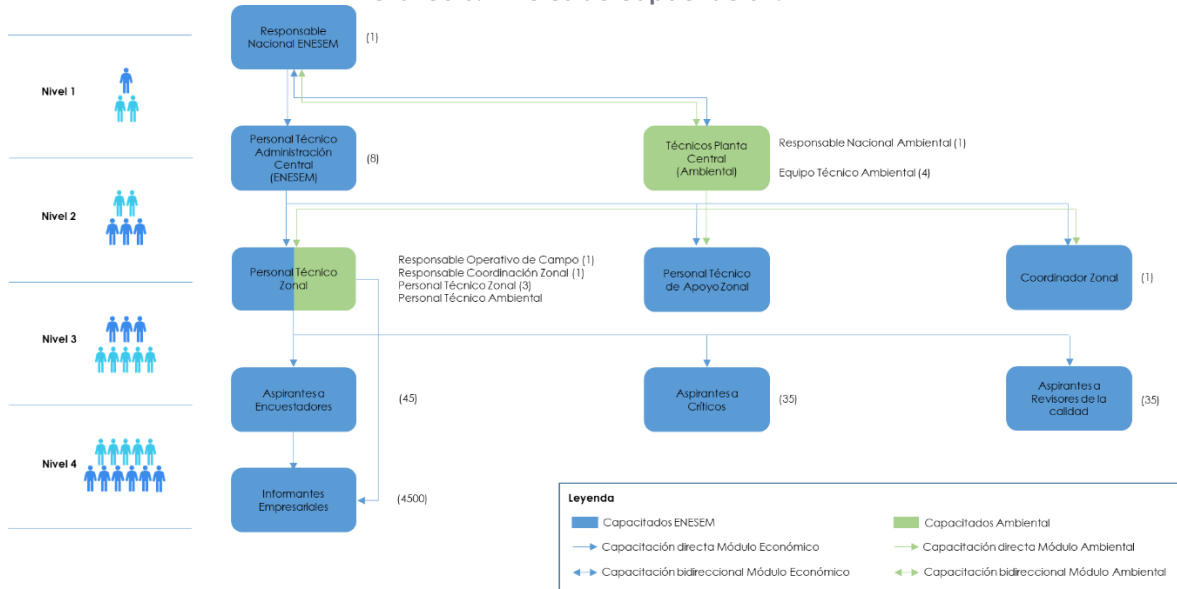 Responsable
Nacional ENESEM
(1)
Nivel 1
Personal Técnico
Administración
Central
(ENESEM)
(8)
Técnicos Planta
Central
(Ambiental)
Responsable Nacional Ambiental (1)
Equipo Técnico Ambiental (4)
Nivel 2
Personal Técnico
Zonal
Responsable Operativo de Campo (1)
Responsable Coordinación Zonal (1)
Personal Técnico Zonal (3)
Personal Técnico Ambiental
Personal Técnico
de Apoyo Zonal
Coordinador Zonal
(1)
Nivel 3
Aspirantes a
Encuestadores
(45)
Aspirantes a
Críticos
(35)
Aspirantes a
Revisores de la
calidad
(35)
Nivel 4
Informantes
Empresariales
(4500)
Leyenda
Capacitados ENESEM
Capacitados Ambiental
Capacitación directa Módulo Económico
Capacitación directa Módulo Ambiental
Capacitación bidireccional Módulo Económico
Capacitación bidireccional Módulo Ambiental